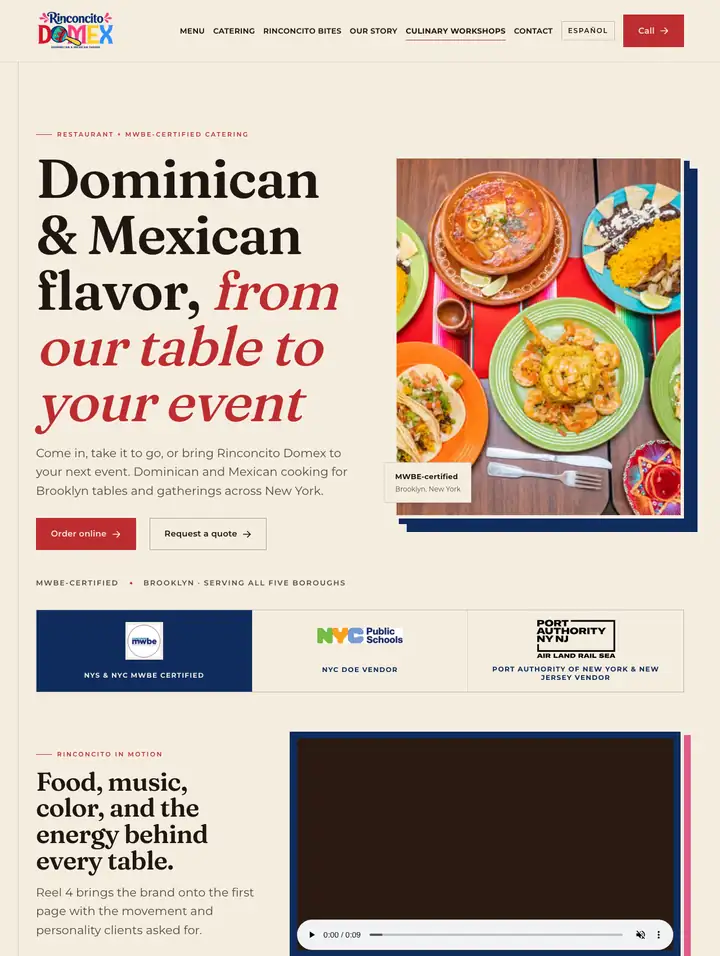 Rinconcito
DOMEX
MENU CATERING RINCONCITO BITES OUR STORY CULINARY WORKSHOPS CONTACT ESPAÑOL Call →
RESTAURANT • MWBE-CERTIFIED CATERING
Dominican
& Mexican
flavor, from
our table to
your event
Come in, take it to go, or bring Rinconcito Domex to
your next event. Dominican and Mexican cooking for
Brooklyn tables and gatherings across New York.
Order online →
Request a quote →
MWBE-certified
Brooklyn, New York
MWBE-CERTIFIED • BROOKLYN · SERVING ALL FIVE BOROUGHS
mwbe
NYS & NYC MWBE CERTIFIED
NYC Public
Schools
NYC DOE VENDOR
PORT
AUTHORITY
NY NJ
AIR LAND RAIL SEA
PORT AUTHORITY OF NEW YORK & NEW
JERSEY VENDOR
RINCONCITO IN MOTION
Food, music,
color, and the
energy behind
every table.
Reel 4 brings the brand onto the first
page with the movement and
personality clients asked for.
0:00 / 0:09